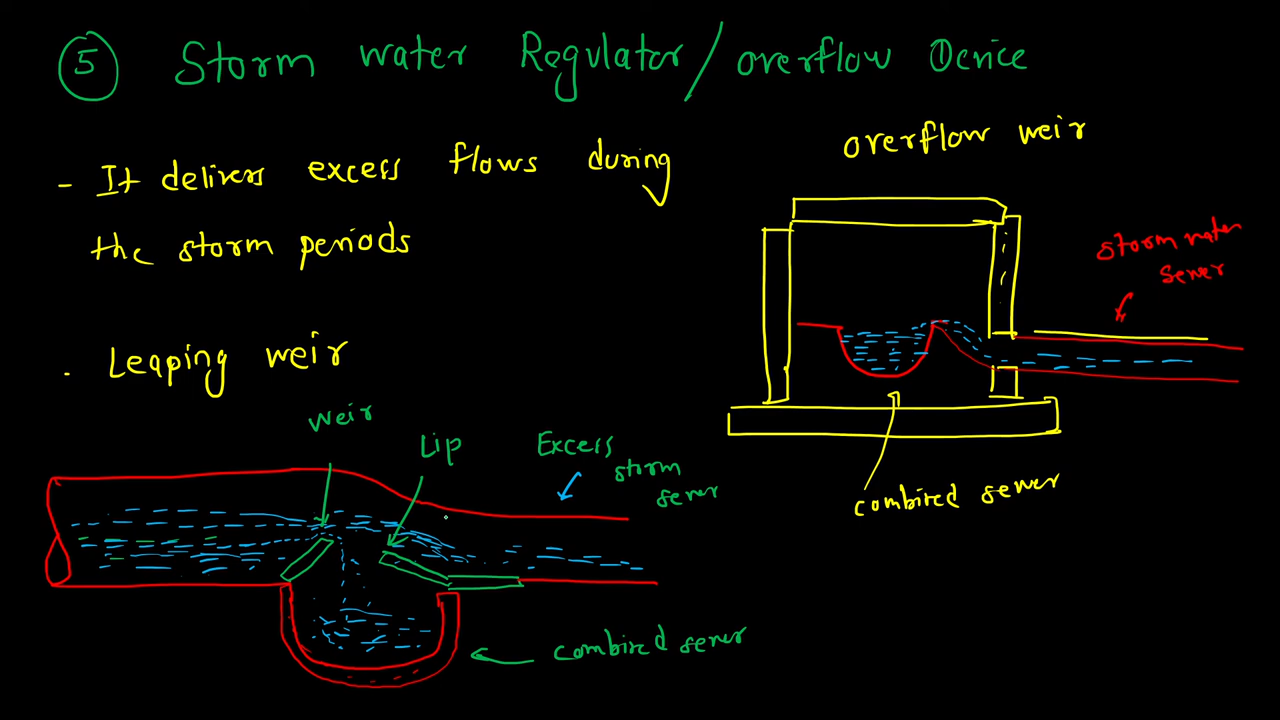 5 Storm water Regulator/overflow Device
- It delivers excess flows during
the storm periods
. Leaping weir
weir
Lip
Excess
storm
sewer
combined sewer
overflow weir
storm water
sewer
combined sewer